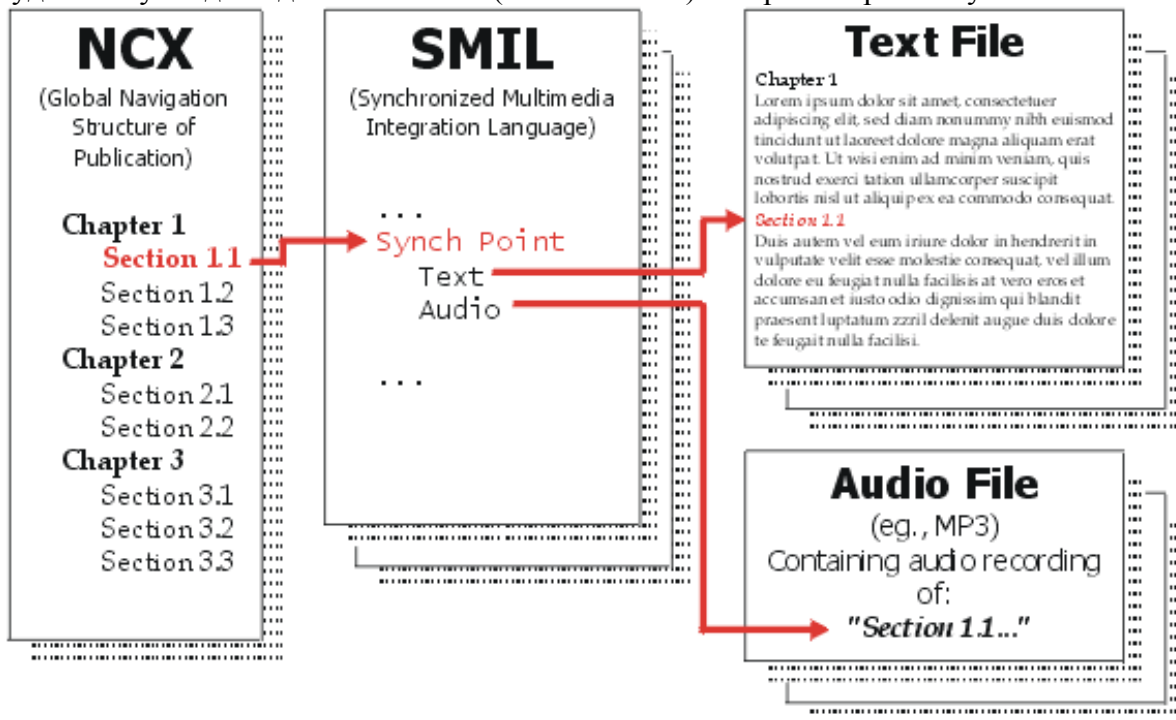 NCX
(Global Navigation
Structure of
Publication)
Chapter 1
Section 1.1
Section 1.2
Section 1.3
Chapter 2
Section 2.1
Section 2.2
Chapter 3
Section 3.1
Section 3.2
Section 3.3
SMIL
(Synchronized Multimedia
Integration Language)
...
Synch Point
Text
Audio
...
Text File
Chapter 1
Lorem ipsum dolor sit amet, consectetuer
adipiscing elit, sed diam nonummy nibh euismod
tincidunt ut laoreet dolore magna aliquam erat
volutpat. Ut wisi enim ad minim veniam, quis
nostrud exerci tation ullamcorper suscipit
lobortis nisl ut aliquip ex ea commodo consequat.
Section 1.1
Duis autem vel eum iriure dolor in hendrerit in
vulputate velit esse molestie consequat, vel illum
dolore eu feugiat nulla facilisis at vero eros et
accumsan et iusto odio dignissim qui blandit
praesent luptatum zzril delenit augue duis dolore
te feugait nulla facilisi.
Audio File
(eg., MP3)
Containing audio recording
of:
"Section 1.1..."